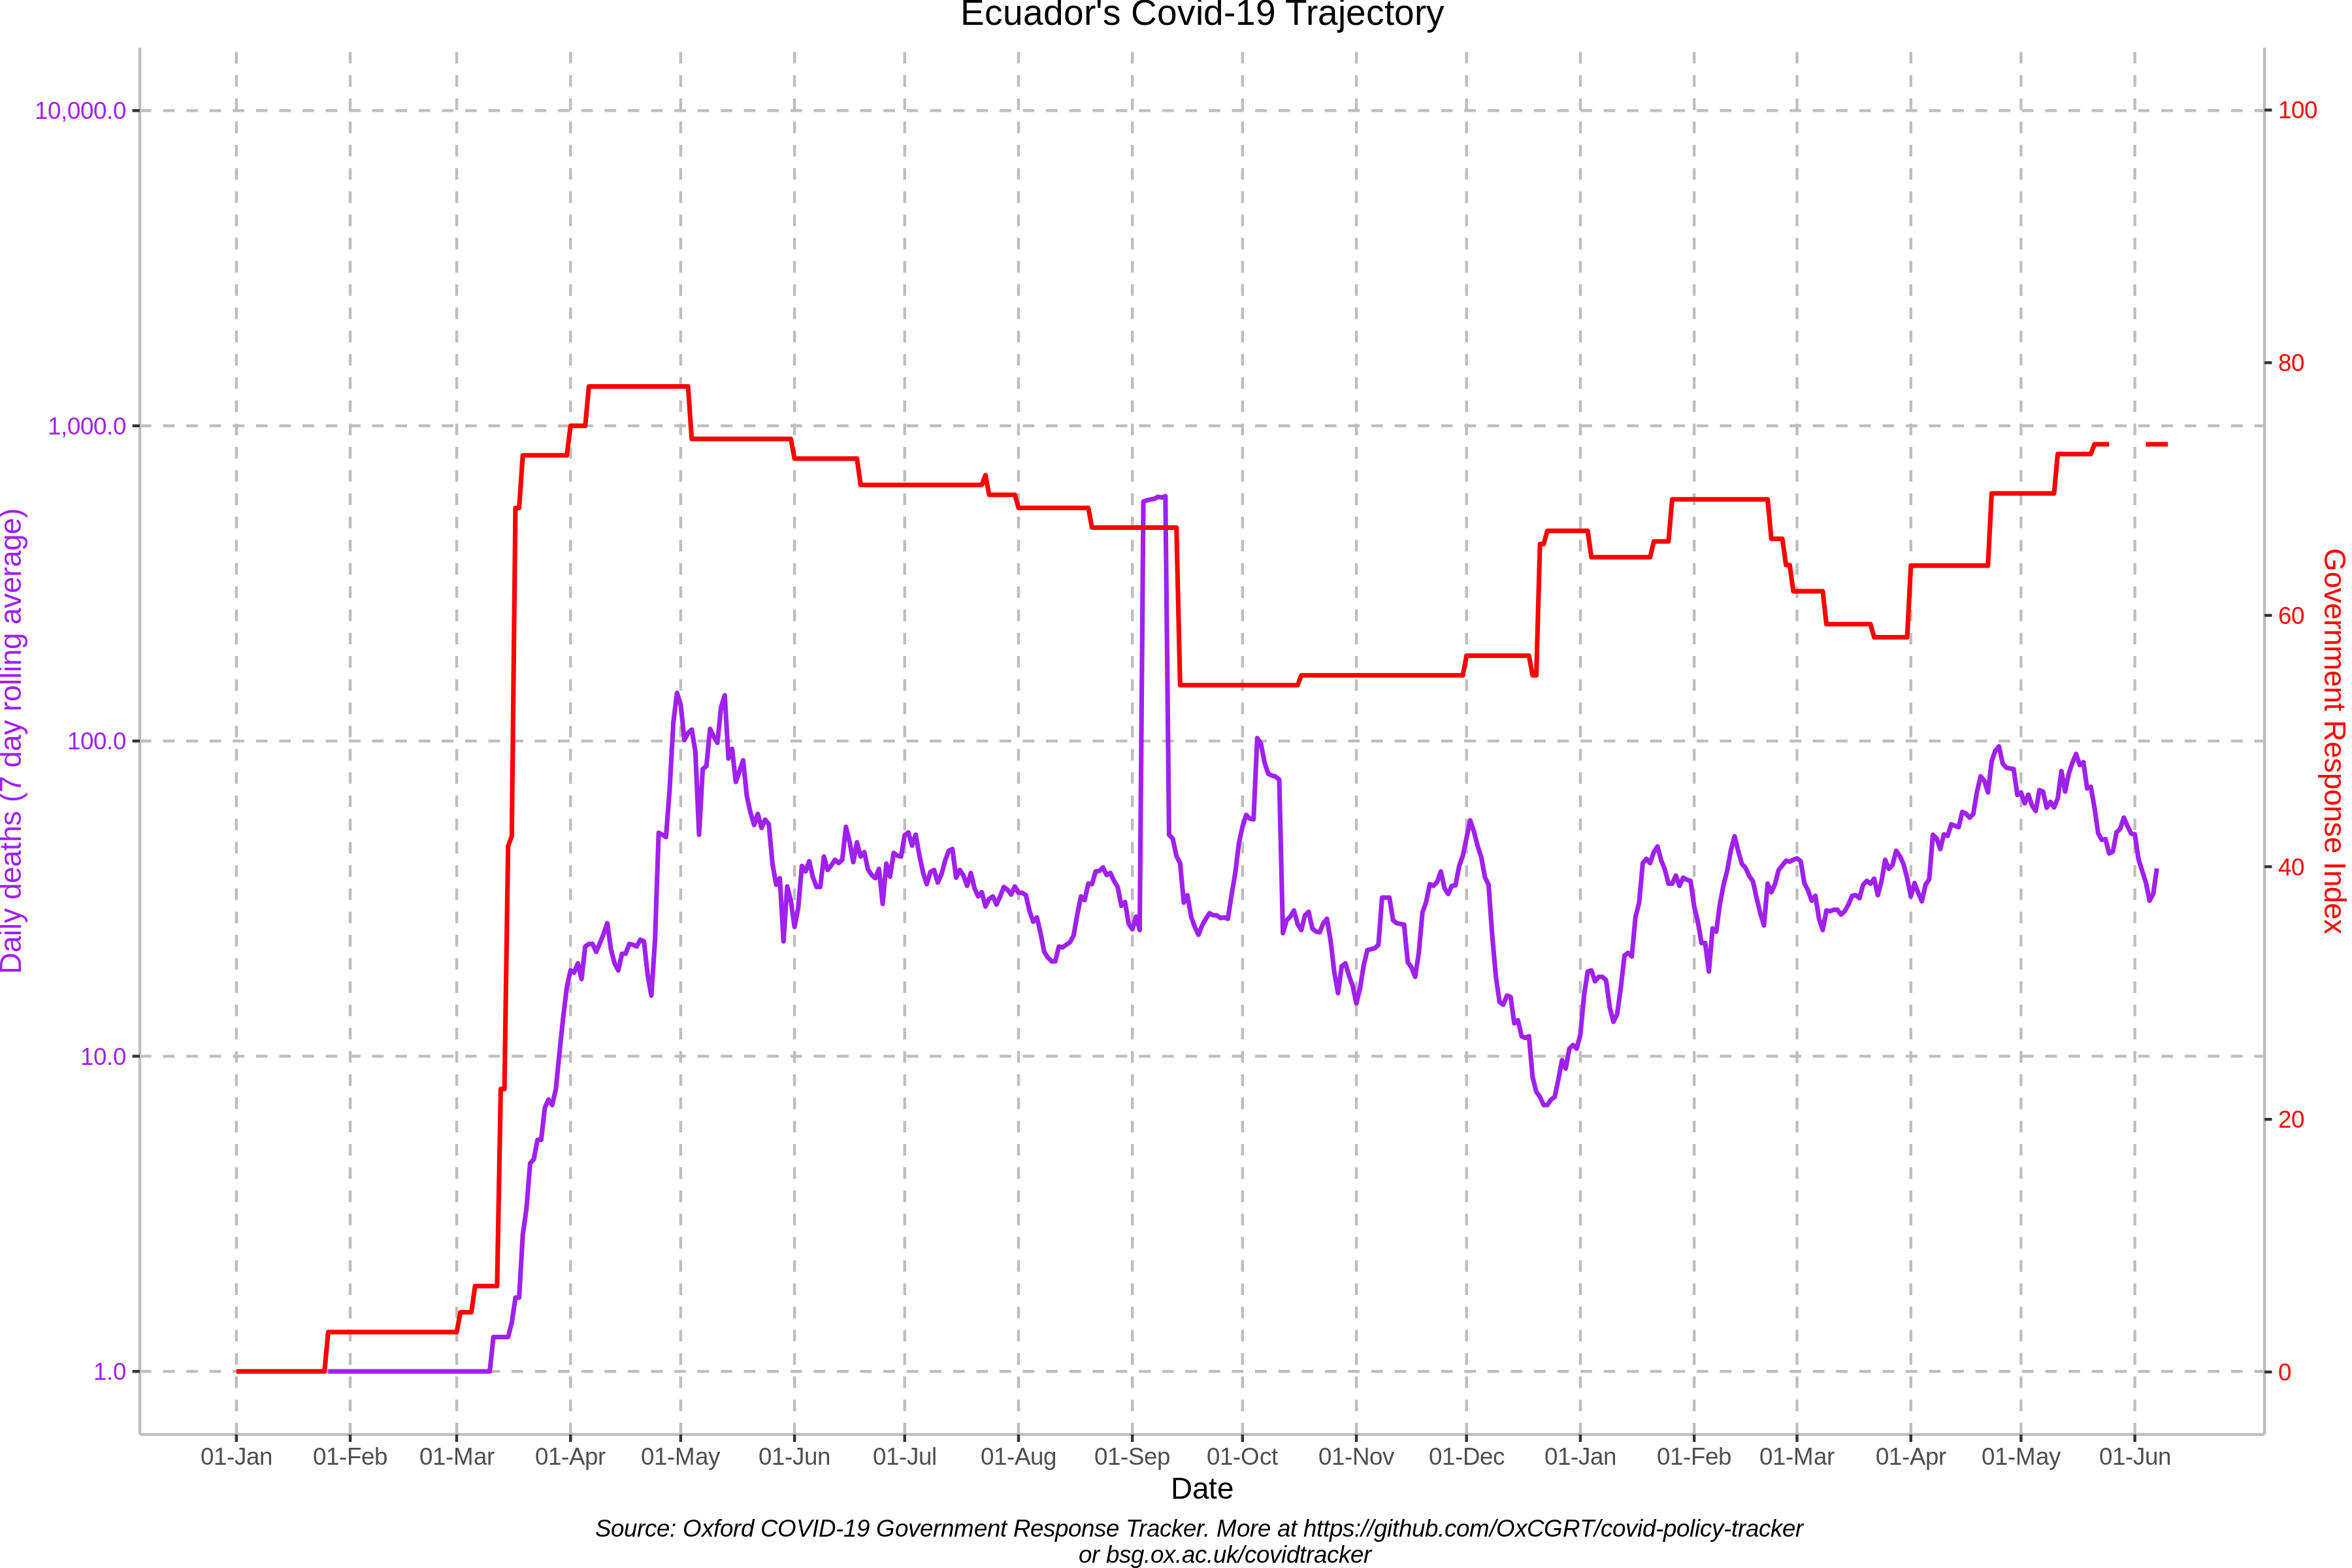 Ecuador's Covid-19 Trajectory
10,000.0
1,000.0
100.0
10.0
1.0
Daily deaths (7 day rolling average)
100
80
60
40
20
0
Government Response Index
01-Jan 01-Feb 01-Mar 01-Apr 01-May 01-Jun 01-Jul 01-Aug 01-Sep 01-Oct 01-Nov 01-Dec 01-Jan 01-Feb 01-Mar 01-Apr 01-May 01-Jun
Date
Source: Oxford COVID-19 Government Response Tracker. More at https://github.com/OxCGRT/covid-policy-tracker
or bsg.ox.ac.uk/covidtracker